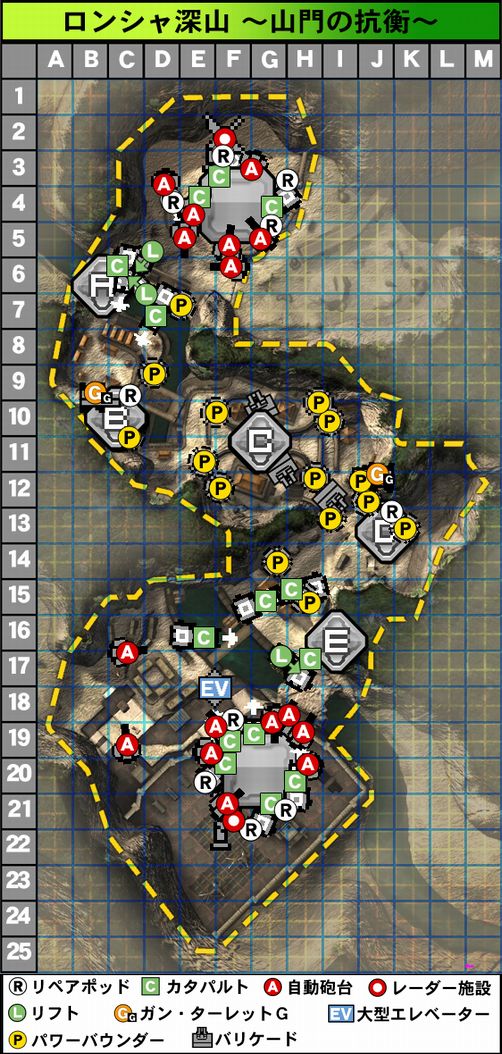 ロンシャ深山 ～山門の抗衡～
A B C D E F G H I J K L M
1
2
R
3
A
C
R
A
R
4
C
C
A
5
A
A
A
6
L
A
C
A
L
7
P
C
8
9
P
G G R
10
P
P
B
P
P
11
C
P
12
P
P
G G
P
P
13
P
R
D
P
14
P
15
C
C
P
16
C
E
17
A
L
C
18
EV
19
R
A
A
A
C
C
A
A
20
A
C
A
R
C
21
A
C
R
R
22
23
24
25
R リペアポッド C カタパルト A 自動砲台 レーダー施設
L リフト G G ガン・ターレットG EV 大型エレベーター
P パワーバウンダー バリケード